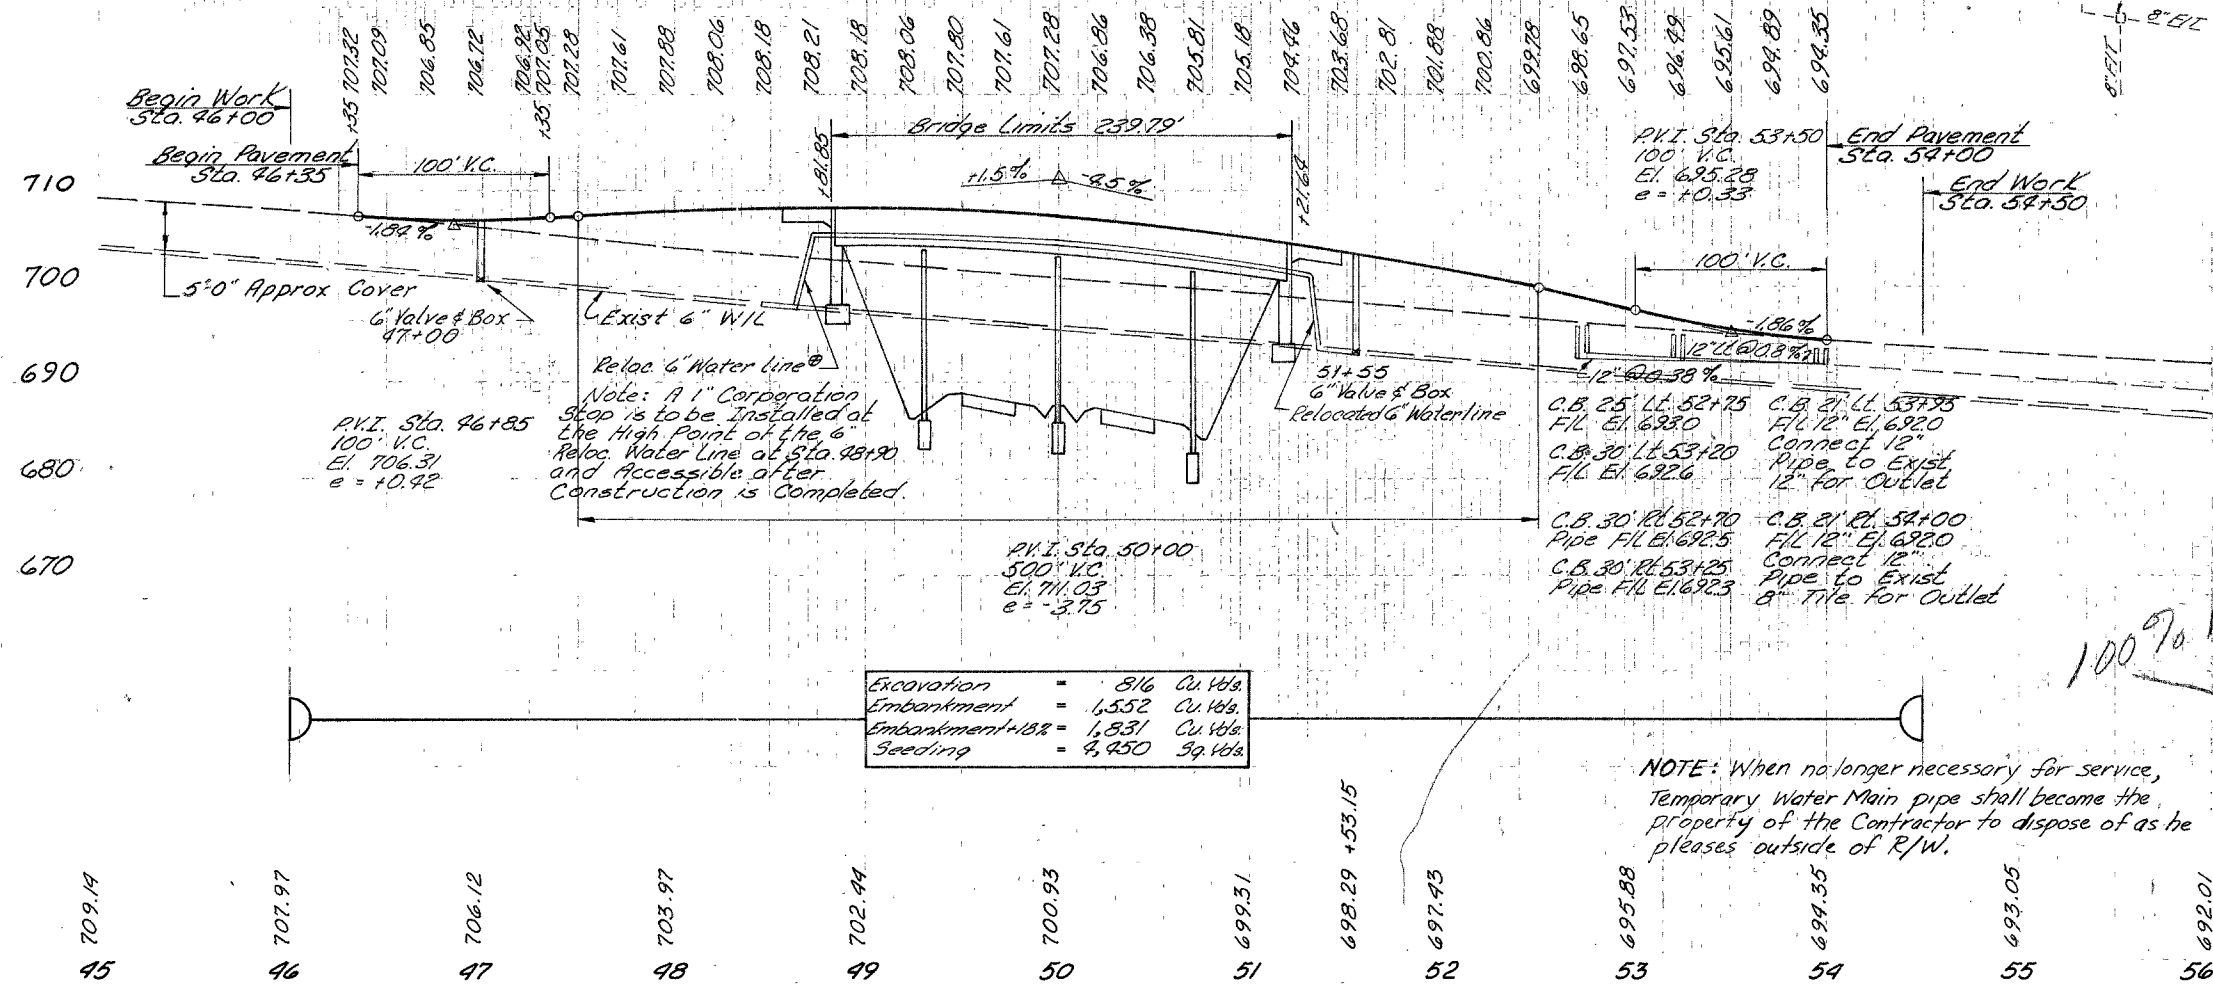 707.32
707.09
706.85
706.72
706.92
707.05
707.28
707.61
707.88
708.06
708.18
708.21
708.18
708.06
707.80
707.61
707.28
706.86
706.38
705.81
705.18
704.46
703.68
702.81
701.88
700.86
699.78
698.65
697.53
696.49
695.61
694.89
694.35
8"
+35
+35
Begin Work
Sta. 46+00
Begin Pavement
Sta. 46+35
100' V.C.
+81.85
Bridge Limits 239.79'
+21.64
+1.5%
-4.5%
P.V.I. Sta. 53+50
100' V.C.
El. 695.28
e = +0.33
End Pavement
Sta. 54+00
End Work
Sta. 54+50
100' V.C.
710
700
690
680
670
-1.84%
-1.86%
5'-0" Approx Cover
6" Valve & Box
47+00
Exist 6" W/L
Reloc. 6" Water line
Note: A 1" Corporation
Stop is to be Installed at
the High Point of the 6"
Reloc. Water Line at Sta. 48+90
and Accessible after
Construction is Completed.
P.V.I. Sta. 46+85
100' V.C.
El. 706.31
e = +0.42
51+55
6" Valve & Box
Relocated 6" Waterline
12" Lt @ 0.8%
12" @ 0.38%
C.B. 25' Lt 52+75
F/L El. 693.0
C.B. 30' Lt 53+20
F/L El. 692.6
C.B. 30' Rt 52+70
Pipe F/L El. 692.5
C.B. 30' Rt 53+25
Pipe F/L El. 692.3
C.B. 21' Lt. 53+95
F/L 12" El. 692.0
Connect 12"
Pipe to Exist
12" for Outlet
C.B. 21' Rt. 54+00
F/L 12" El. 692.0
Connect 12"
Pipe to Exist
8" Tile for Outlet
P.V.I. Sta. 50+00
500' V.C.
El. 711.03
e = -3.75
100%
Excavation = 816 Cu. Yds.
Embankment = 1,552 Cu. Yds.
Embankment+18% = 1,831 Cu. Yds.
Seeding = 4,450 Sq. Yds.
NOTE: When no longer necessary for service,
Temporary Water Main pipe shall become the
property of the Contractor to dispose of as he
pleases outside of R/W.
709.14
707.97
706.12
703.97
702.44
700.93
699.31
698.29 +53.15
697.43
695.88
694.35
693.05
692.01
45 46 47 48 49 50 51 52 53 54 55 56